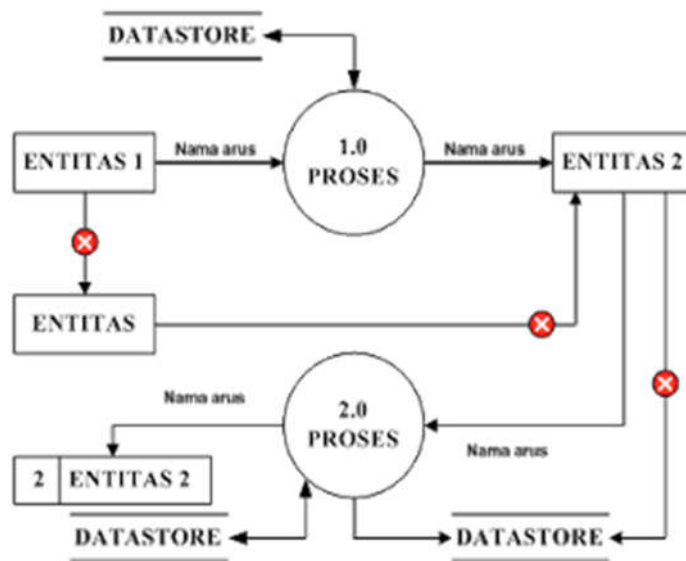 DATASTORE
1.0
PROSES
ENTITAS 1
Nama arus
Nama arus
ENTITAS 2
ENTITAS
Nama arus
2.0
PROSES
Nama arus
2 ENTITAS 2
DATASTORE
DATASTORE